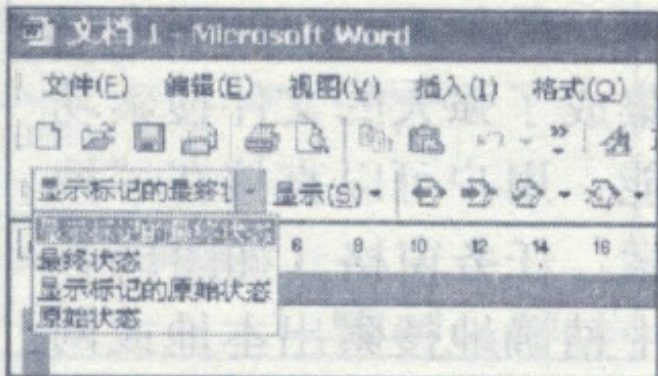 文档 1 - Microsoft Word
文件(F) 编辑(E) 视图(V) 插入(I) 格式(O)
显示标记的最终 显示(S)
6 8 10 12 14 16
最终状态
显示标记的原始状态
原始状态